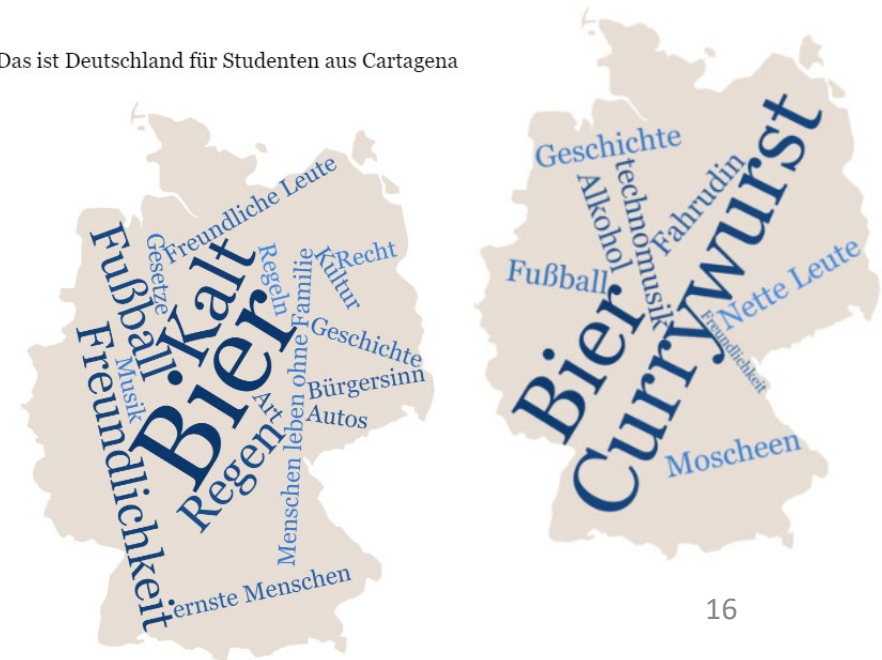 Das ist Deutschland für Studenten aus Cartagena
Freundliche Leute
Fußball
Gesetze
Kalt
Regeln
Kultur
Recht
Bier
Geschichte
Freundlichkeit
Musik
Art
Bürgersinn
Autos
Regen
Menschen leben ohne Familie
ernste Menschen
Geschichte
technomusik
Alkohol
Fahrudin
Currywurst
Fußball
Bier
Nette Leute
Freundlichkeit
Moscheen
16